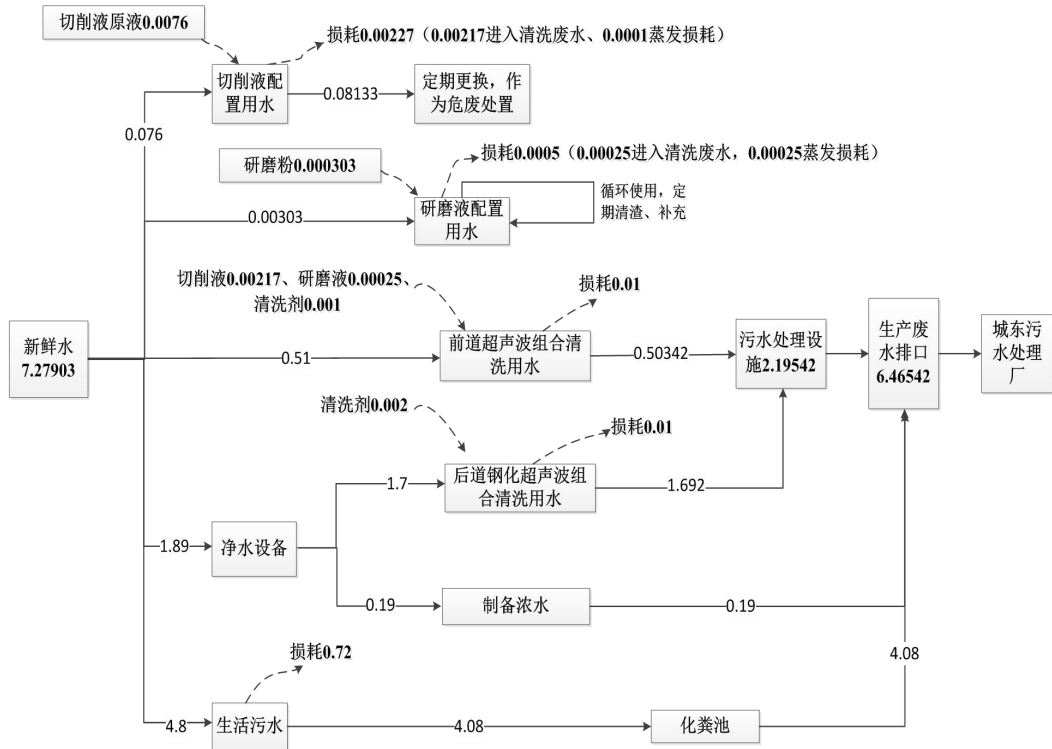 切削液原液0.0076
损耗0.00227（0.00217进入清洗废水、0.0001蒸发损耗）
切削液配
置用水
0.08133
定期更换，作
为危废处置
0.076
研磨粉0.000303
损耗0.0005（0.00025进入清洗废水，0.00025蒸发损耗）
循环使用，定
期清渣、补充
研磨液配置
用水
0.00303
切削液0.00217、研磨液0.00025、
清洗剂0.001
损耗0.01
新鲜水
7.27903
0.51
前道超声波组合清
洗用水
0.50342
污水处理设
施2.19542
生产废
水排口
6.46542
城东污
水处理
厂
清洗剂0.002
损耗0.01
1.7
后道钢化超声波组
合清洗用水
1.692
1.89
净水设备
0.19
制备浓水
0.19
损耗0.72
4.08
4.8
生活污水
4.08
化粪池